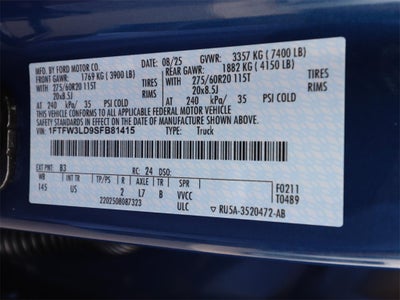 MFD. BY FORD MOTOR CO. 08/25 GVWR: 3357 KG ( 7400 LB)
FRONT GAWR: 1769 KG ( 3900 LB) REAR GAWR: 1882 KG ( 4150 LB)
WITH TIRES WITH TIRES
275/60R20 115T RIMS 275/60R20 115T RIMS
20x8.5J 20x8.5J
AT 240 kPa/ 35 PSI COLD AT 240 kPa/ 35 PSI COLD
THIS VEHICLE CONFORMS TO ALL APPLICABLE FEDERAL MOTOR VEHICLE
SAFETY STANDARDS IN EFFECT ON THE DATE OF MANUFACTURE SHOWN ABOVE.
VIN: 1FTFW3LD9SFB81415 TYPE: Truck
EXT PNT: B3 RC: 24 DSO:
WB INT TR TP/PS R AXLE TR SPR F0211
145 US 2 L7 B VVCC T0489
2202508087323 ULC RU5A-3520472-AB